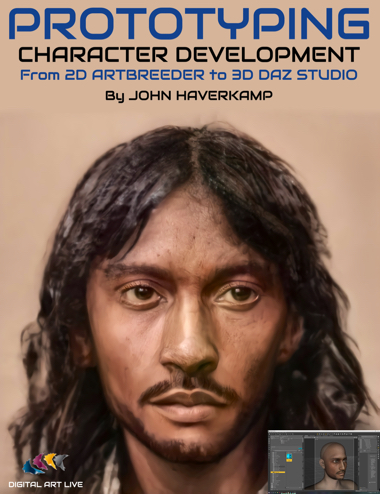 PROTOTYPING
CHARACTER DEVELOPMENT
From 2D ARTBREEDER to 3D DAZ STUDIO
By JOHN HAVERKAMP
DIGITAL ART LIVE